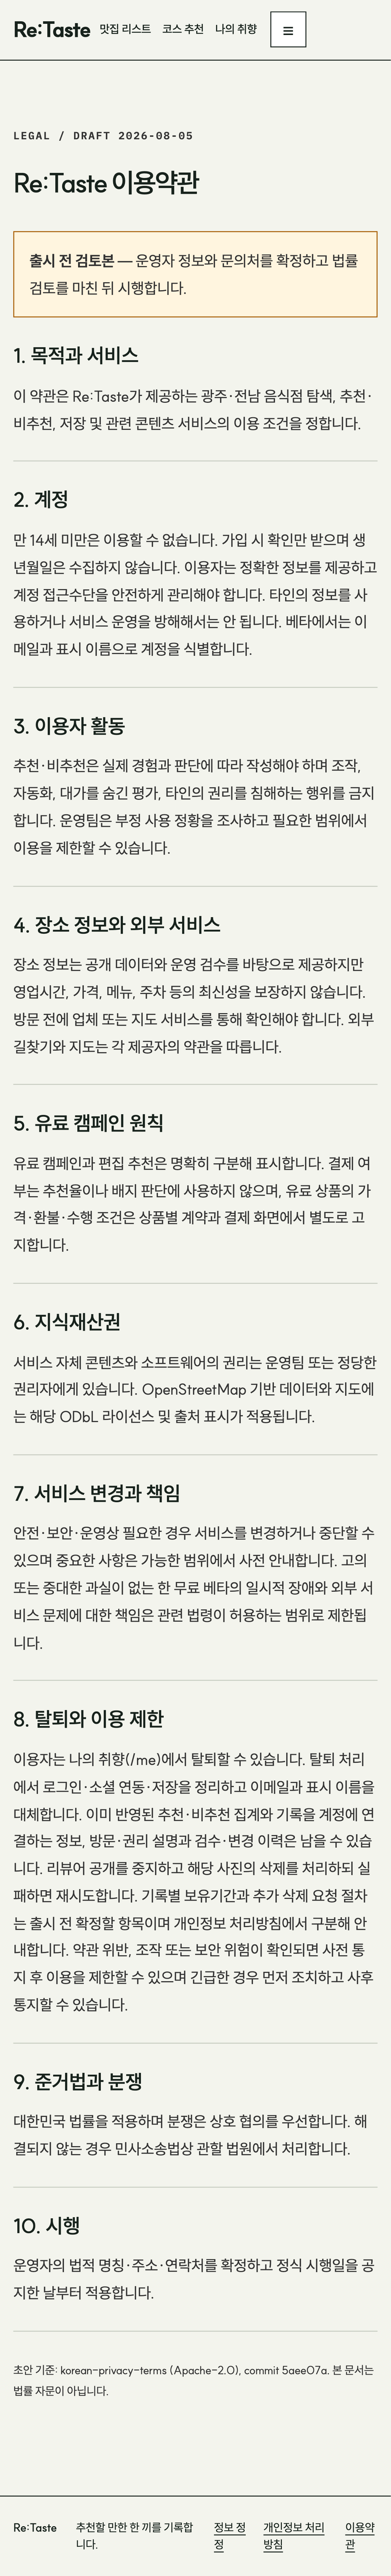 Re:Taste 맛집 리스트 코스 추천 나의 취향 ≡
LEGAL / DRAFT 2026-08-05
Re:Taste 이용약관
출시 전 검토본 — 운영자 정보와 문의처를 확정하고 법률
검토를 마친 뒤 시행합니다.
1. 목적과 서비스
이 약관은 Re:Taste가 제공하는 광주·전남 음식점 탐색, 추천·
비추천, 저장 및 관련 콘텐츠 서비스의 이용 조건을 정합니다.
2. 계정
만 14세 미만은 이용할 수 없습니다. 가입 시 확인만 받으며 생
년월일은 수집하지 않습니다. 이용자는 정확한 정보를 제공하고
계정 접근수단을 안전하게 관리해야 합니다. 타인의 정보를 사
용하거나 서비스 운영을 방해해서는 안 됩니다. 베타에서는 이
메일과 표시 이름으로 계정을 식별합니다.
3. 이용자 활동
추천·비추천은 실제 경험과 판단에 따라 작성해야 하며 조작,
자동화, 대가를 숨긴 평가, 타인의 권리를 침해하는 행위를 금지
합니다. 운영팀은 부정 사용 정황을 조사하고 필요한 범위에서
이용을 제한할 수 있습니다.
4. 장소 정보와 외부 서비스
장소 정보는 공개 데이터와 운영 검수를 바탕으로 제공하지만
영업시간, 가격, 메뉴, 주차 등의 최신성을 보장하지 않습니다.
방문 전에 업체 또는 지도 서비스를 통해 확인해야 합니다. 외부
길찾기와 지도는 각 제공자의 약관을 따릅니다.
5. 유료 캠페인 원칙
유료 캠페인과 편집 추천은 명확히 구분해 표시합니다. 결제 여
부는 추천율이나 배지 판단에 사용하지 않으며, 유료 상품의 가
격·환불·수행 조건은 상품별 계약과 결제 화면에서 별도로 고
지합니다.
6. 지식재산권
서비스 자체 콘텐츠와 소프트웨어의 권리는 운영팀 또는 정당한
권리자에게 있습니다. OpenStreetMap 기반 데이터와 지도에
는 해당 ODbL 라이선스 및 출처 표시가 적용됩니다.
7. 서비스 변경과 책임
안전·보안·운영상 필요한 경우 서비스를 변경하거나 중단할 수
있으며 중요한 사항은 가능한 범위에서 사전 안내합니다. 고의
또는 중대한 과실이 없는 한 무료 베타의 일시적 장애와 외부 서
비스 문제에 대한 책임은 관련 법령이 허용하는 범위로 제한됩
니다.
8. 탈퇴와 이용 제한
이용자는 나의 취향(/me)에서 탈퇴할 수 있습니다. 탈퇴 처리
에서 로그인·소셜 연동·저장을 정리하고 이메일과 표시 이름을
대체합니다. 이미 반영된 추천·비추천 집계와 기록을 계정에 연
결하는 정보, 방문·권리 설명과 검수·변경 이력은 남을 수 있습
니다. 리뷰어 공개를 중지하고 해당 사진의 삭제를 처리하되 실
패하면 재시도합니다. 기록별 보유기간과 추가 삭제 요청 절차
는 출시 전 확정할 항목이며 개인정보 처리방침에서 구분해 안
내합니다. 약관 위반, 조작 또는 보안 위험이 확인되면 사전 통
지 후 이용을 제한할 수 있으며 긴급한 경우 먼저 조치하고 사후
통지할 수 있습니다.
9. 준거법과 분쟁
대한민국 법률을 적용하며 분쟁은 상호 협의를 우선합니다. 해
결되지 않는 경우 민사소송법상 관할 법원에서 처리합니다.
10. 시행
운영자의 법적 명칭·주소·연락처를 확정하고 정식 시행일을 공
지한 날부터 적용합니다.
초안 기준: korean-privacy-terms (Apache-2.0), commit 5aee07a. 본 문서는
법률 자문이 아닙니다.
Re:Taste 추천할 만한 한 끼를 기록합 정보 정 개인정보 처리 이용약
니다. 정 방침 관